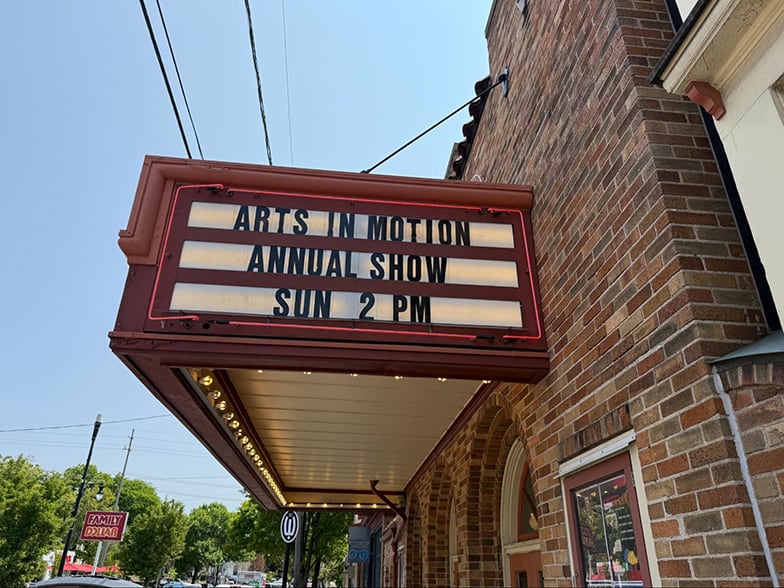 ARTS IN MOTION
ANNUAL SHOW
SUN 2 PM
FAMILY
DOLLAR